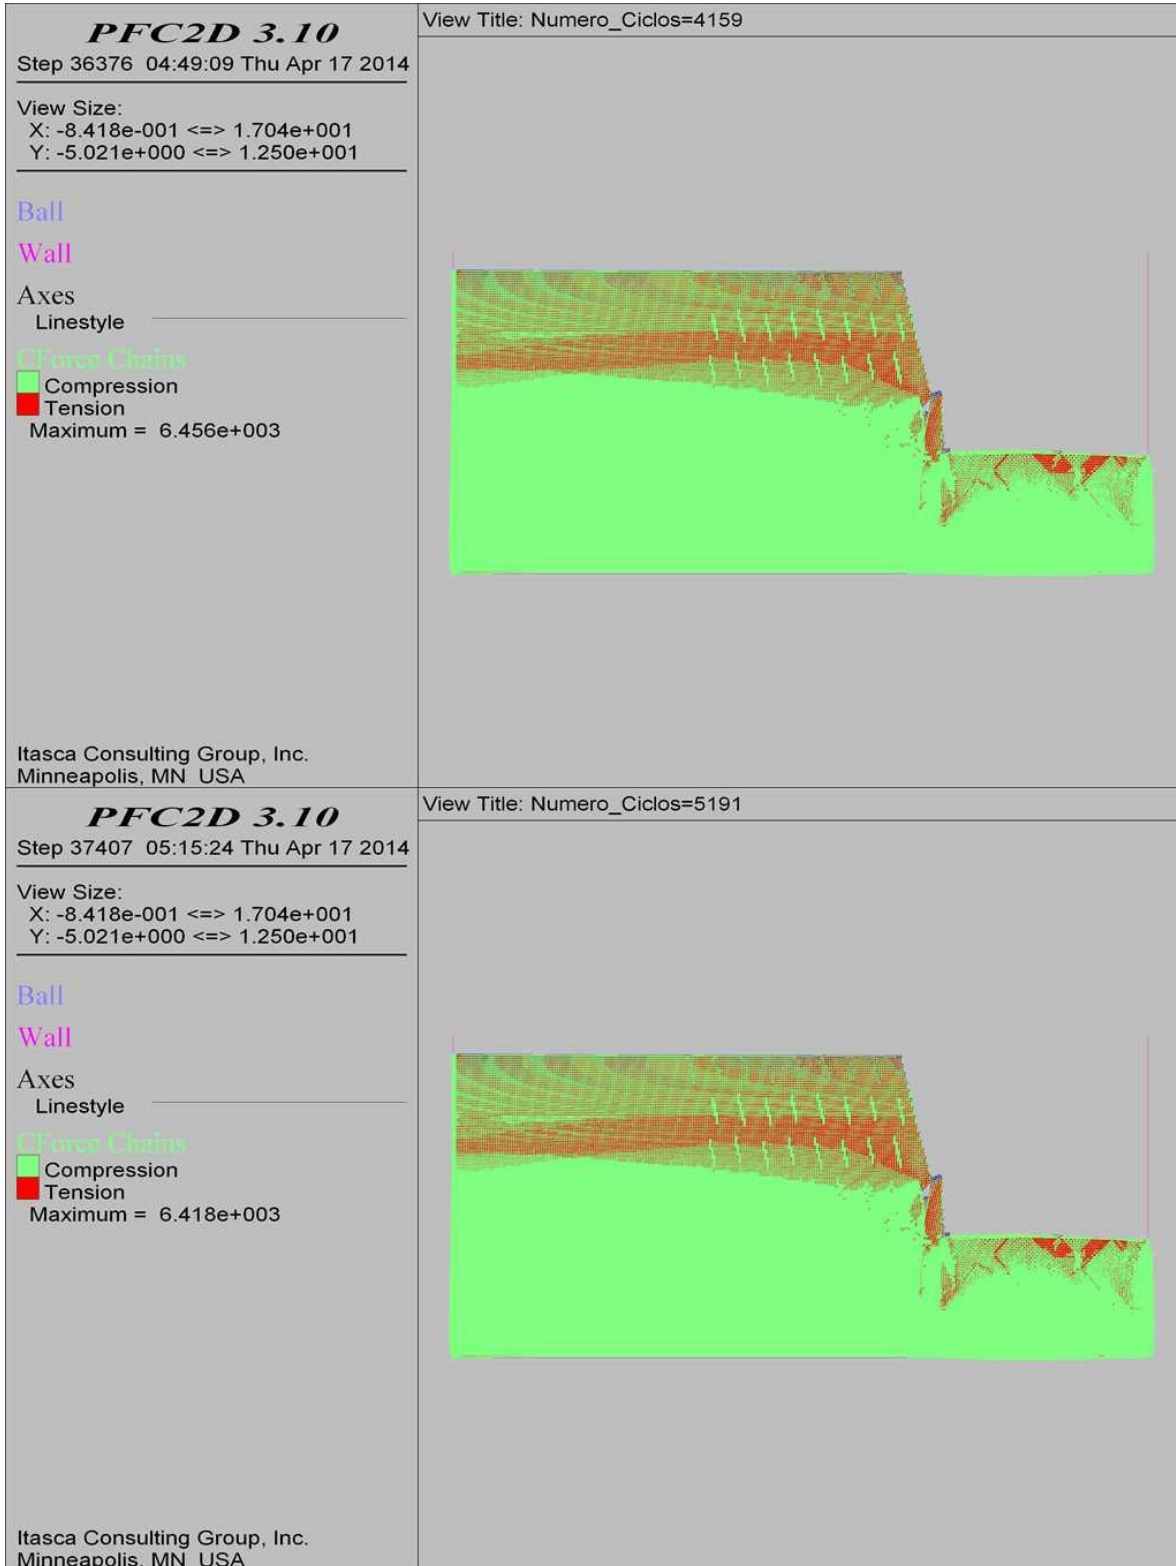 PFC2D 3.10
Step 36376  04:49:09 Thu Apr 17 2014
View Size:
X: -8.418e-001 <=> 1.704e+001
Y: -5.021e+000 <=> 1.250e+001
Ball
Wall
Axes
Linestyle
CForce Chains
Compression
Tension
Maximum =  6.456e+003
Itasca Consulting Group, Inc.
Minneapolis, MN  USA
View Title: Numero_Ciclos=4159
PFC2D 3.10
Step 37407  05:15:24 Thu Apr 17 2014
View Size:
X: -8.418e-001 <=> 1.704e+001
Y: -5.021e+000 <=> 1.250e+001
Ball
Wall
Axes
Linestyle
CForce Chains
Compression
Tension
Maximum =  6.418e+003
Itasca Consulting Group, Inc.
Minneapolis, MN  USA
View Title: Numero_Ciclos=5191